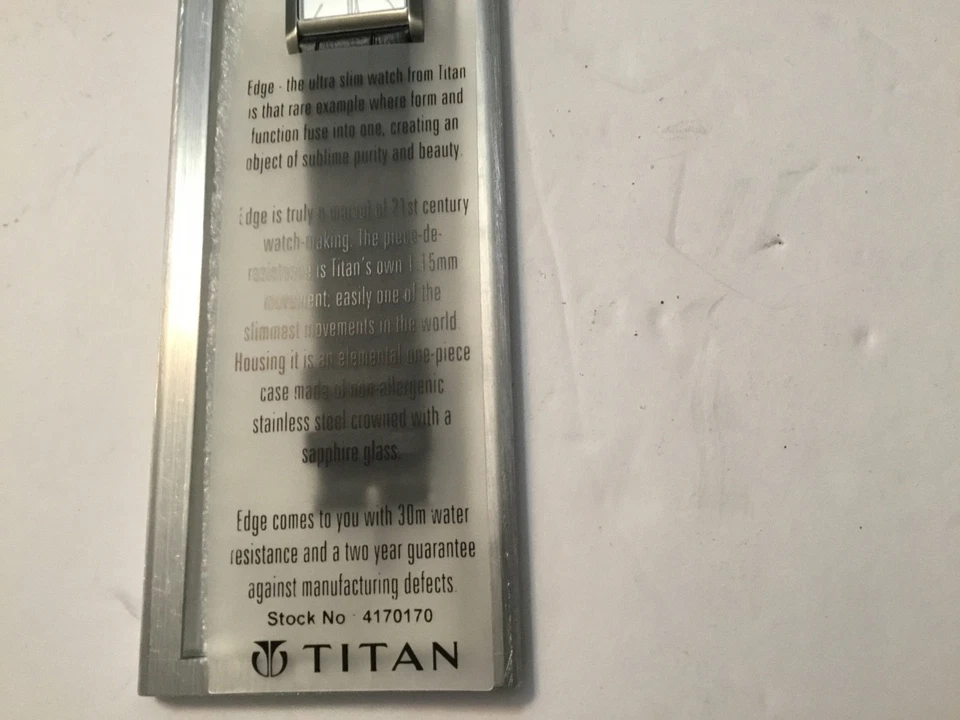 Edge - the ultra slim watch from Titan
is that rare example where form and
function fuse into one, creating an
object of sublime purity and beauty.
Edge is truly a marvel of 21st century
watch-making. The piece-de-
resistance is Titan's own 1.15mm
movement; easily one of the
slimmest movements in the world.
Housing it is an elemental one-piece
case made of non-allergenic
stainless steel crowned with a
sapphire glass.
Edge comes to you with 30m water
resistance and a two year guarantee
against manufacturing defects.
Stock No : 4170170
TITAN